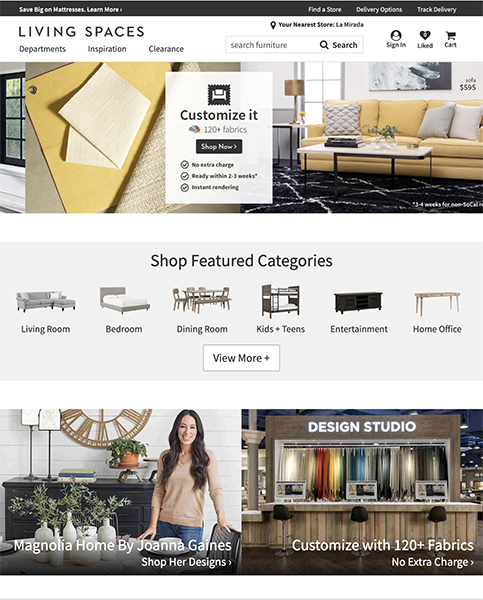 Save Big on Mattresses. Learn More ›
Find a Store Delivery Options Track Delivery
LIVING SPACES
Your Nearest Store: La Mirada
Departments Inspiration Clearance
search furniture Search
Sign In 0 Liked Cart
Customize it
120+ fabrics
Shop Now >
No extra charge
Ready within 2-3 weeks*
Instant rendering
sofa
$595
*3-4 weeks for non-SoCal re
Shop Featured Categories
Living Room Bedroom Dining Room Kids + Teens Entertainment Home Office
View More +
DESIGN STUDIO
Magnolia Home By Joanna Gaines
Shop Her Designs ›
Customize with 120+ Fabrics
No Extra Charge ›